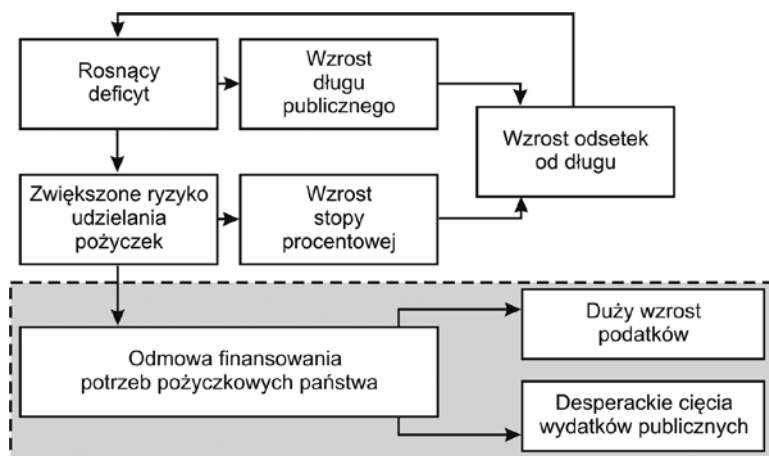 Rosnący
deficyt
Wzrost
długu
publicznego
Wzrost odsetek
od długu
Zwiększone ryzyko
udzielania
pożyczek
Wzrost
stopy
procentowej
Odmowa finansowania
potrzeb pożyczkowych państwa
Duży wzrost
podatków
Desperackie cięcia
wydatków publicznych